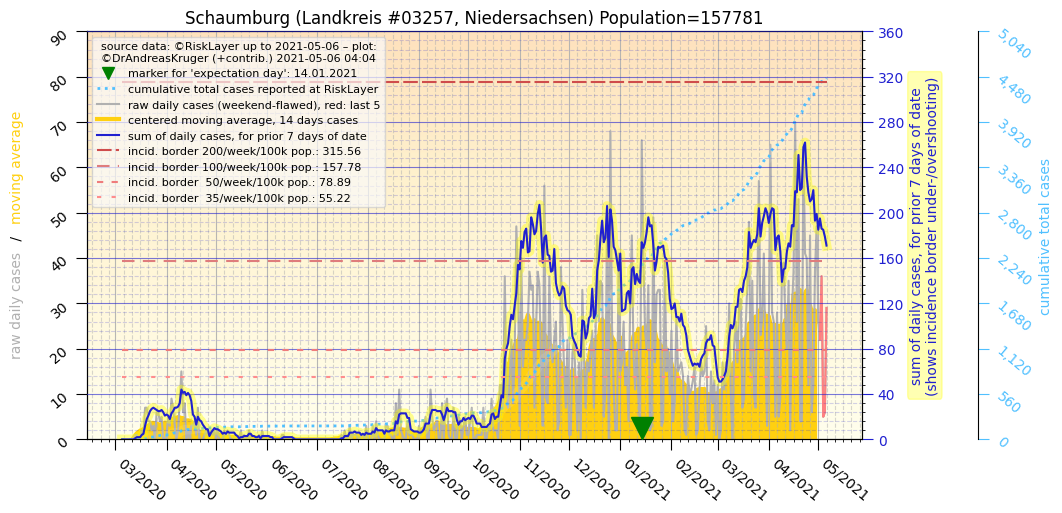 Schaumburg (Landkreis #03257, Niedersachsen) Population=157781
source data: ©RiskLayer up to 2021-05-06 – plot:
©DrAndreasKruger (+contrib.) 2021-05-06 04:04
marker for 'expectation day': 14.01.2021
cumulative total cases reported at RiskLayer
raw daily cases (weekend-flawed), red: last 5
centered moving average, 14 days cases
sum of daily cases, for prior 7 days of date
incid. border 200/week/100k pop.: 315.56
incid. border 100/week/100k pop.: 157.78
incid. border  50/week/100k pop.: 78.89
incid. border  35/week/100k pop.: 55.22
raw daily cases  /  moving average
90
80
70
60
50
40
30
20
10
0
03/2020
04/2020
05/2020
06/2020
07/2020
08/2020
09/2020
10/2020
11/2020
12/2020
01/2021
02/2021
03/2021
04/2021
05/2021
360
320
280
240
200
160
120
80
40
0
sum of daily cases, for prior 7 days of date
(shows incidence border under-/overshooting)
5,040
4,480
3,920
3,360
2,800
2,240
1,680
1,120
560
0
cumulative total cases